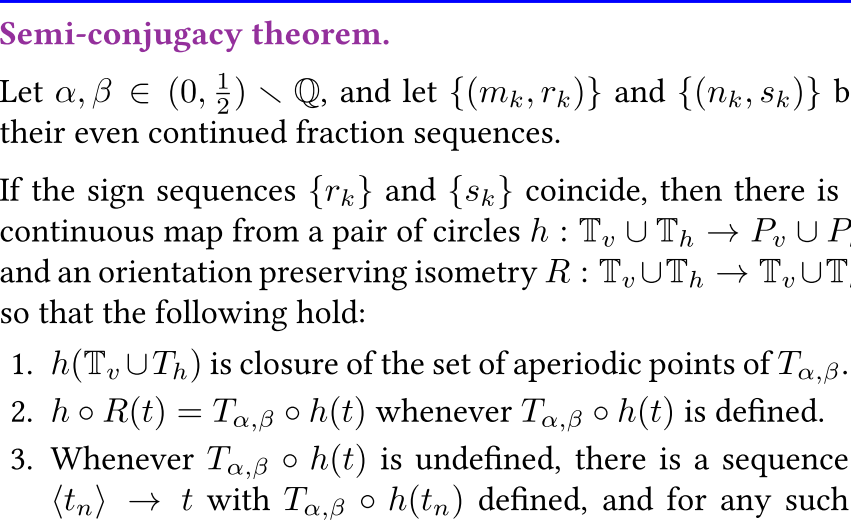 Semi-conjugacy theorem.
Let α, β ∈ (0, 1/2) ∖ ℚ, and let {(m_k, r_k)} and {(n_k, s_k)} b
their even continued fraction sequences.
If the sign sequences {r_k} and {s_k} coincide, then there is
continuous map from a pair of circles h : 𝕋_v ∪ 𝕋_h → P_v ∪ P
and an orientation preserving isometry R : 𝕋_v ∪ 𝕋_h → 𝕋_v ∪ 𝕋
so that the following hold:
1. h(𝕋_v ∪ T_h) is closure of the set of aperiodic points of T_{α,β}.
2. h ∘ R(t) = T_{α,β} ∘ h(t) whenever T_{α,β} ∘ h(t) is defined.
3. Whenever T_{α,β} ∘ h(t) is undefined, there is a sequence
⟨t_n⟩ → t with T_{α,β} ∘ h(t_n) defined, and for any such